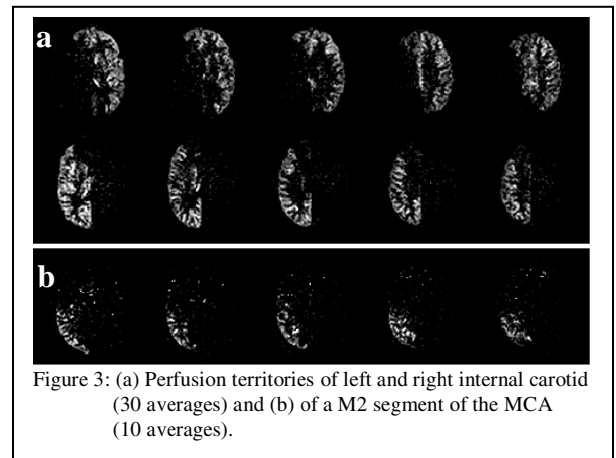 a
b
Figure 3: (a) Perfusion territories of left and right internal carotid
(30 averages) and (b) of a M2 segment of the MCA
(10 averages).